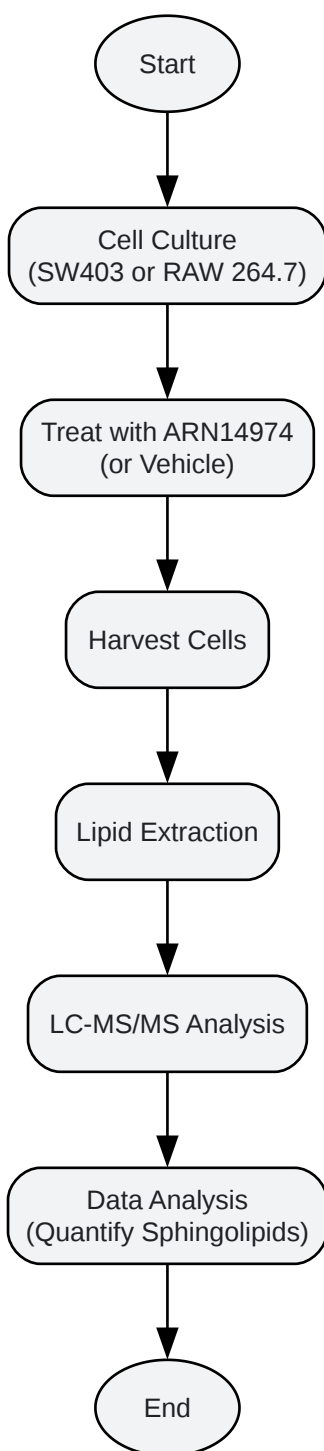 Start
Cell Culture
(SW403 or RAW 264.7)
Treat with ARN14974
(or Vehicle)
Harvest Cells
Lipid Extraction
LC-MS/MS Analysis
Data Analysis
(Quantify Sphingolipids)
End